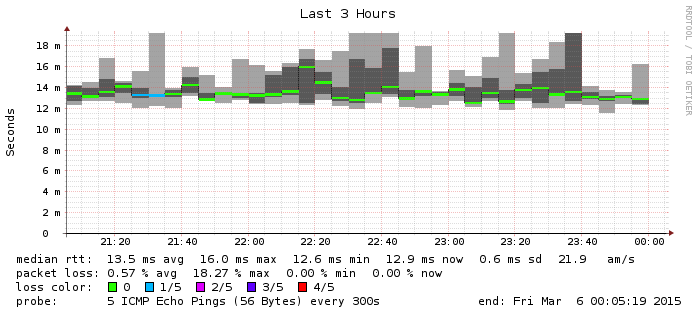 Last 3 Hours
RRDTOOL / TOBI OETIKER
Seconds
18 m
16 m
14 m
12 m
10 m
8 m
6 m
4 m
2 m
0
21:20 21:40 22:00 22:20 22:40 23:00 23:20 23:40 00:00
median rtt: 13.5 ms avg 16.0 ms max 12.6 ms min 12.9 ms now 0.6 ms sd 21.9 am/s
packet loss: 0.57 % avg 18.27 % max 0.00 % min 0.00 % now
loss color: 0 1/5 2/5 3/5 4/5
probe: 5 ICMP Echo Pings (56 Bytes) every 300s end: Fri Mar 6 00:05:19 2015